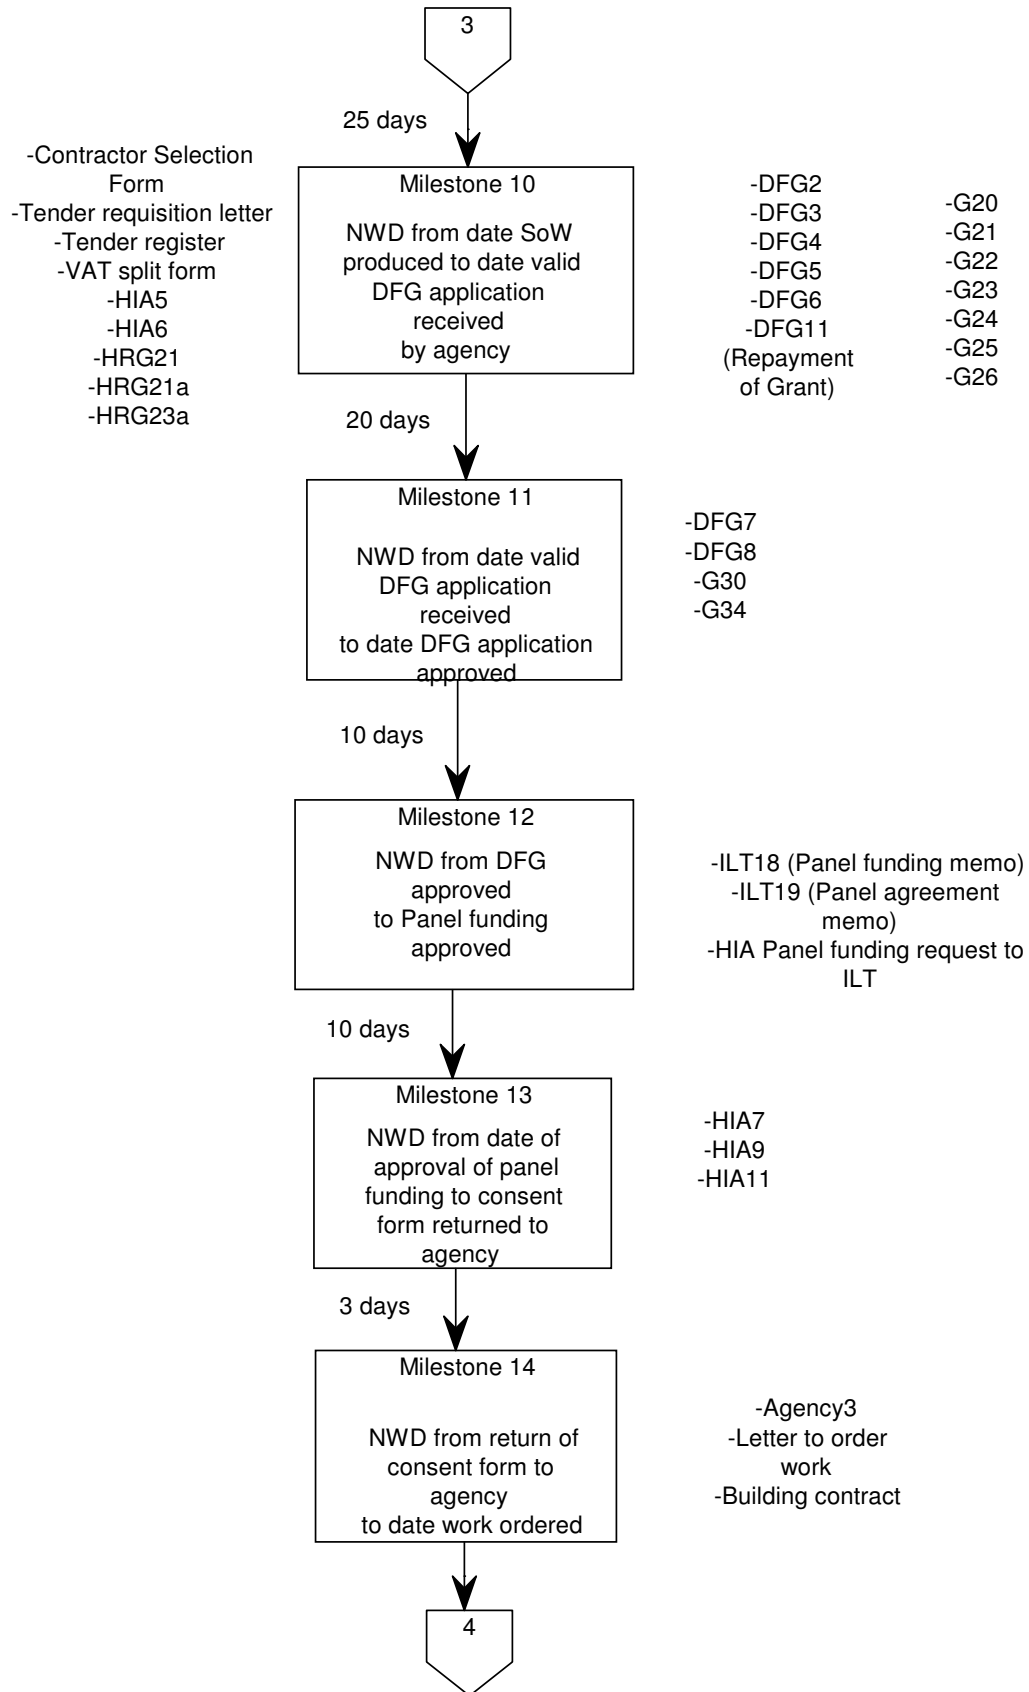 3
25 days
-Contractor Selection
Form
-Tender requisition letter
-Tender register
-VAT split form
-HIA5
-HIA6
-HRG21
-HRG21a
-HRG23a
Milestone 10
NWD from date SoW
produced to date valid
DFG application
received
by agency
-DFG2
-DFG3
-DFG4
-DFG5
-DFG6
-DFG11
(Repayment
of Grant)
-G20
-G21
-G22
-G23
-G24
-G25
-G26
20 days
Milestone 11
NWD from date valid
DFG application
received
to date DFG application
approved
-DFG7
-DFG8
-G30
-G34
10 days
Milestone 12
NWD from DFG
approved
to Panel funding
approved
-ILT18 (Panel funding memo)
-ILT19 (Panel agreement
memo)
-HIA Panel funding request to
ILT
10 days
Milestone 13
NWD from date of
approval of panel
funding to consent
form returned to
agency
-HIA7
-HIA9
-HIA11
3 days
Milestone 14
NWD from return of
consent form to
agency
to date work ordered
-Agency3
-Letter to order
work
-Building contract
4